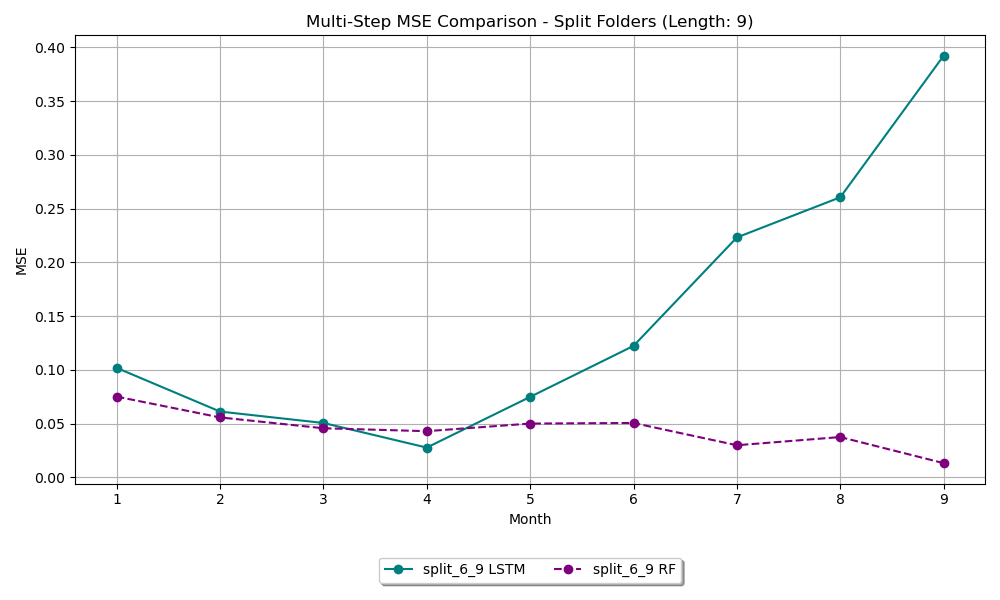 Multi-Step MSE Comparison - Split Folders (Length: 9)
0.40
0.35
0.30
0.25
0.20
0.15
0.10
0.05
0.00
MSE
1 2 3 4 5 6 7 8 9
Month
split_6_9 LSTM split_6_9 RF